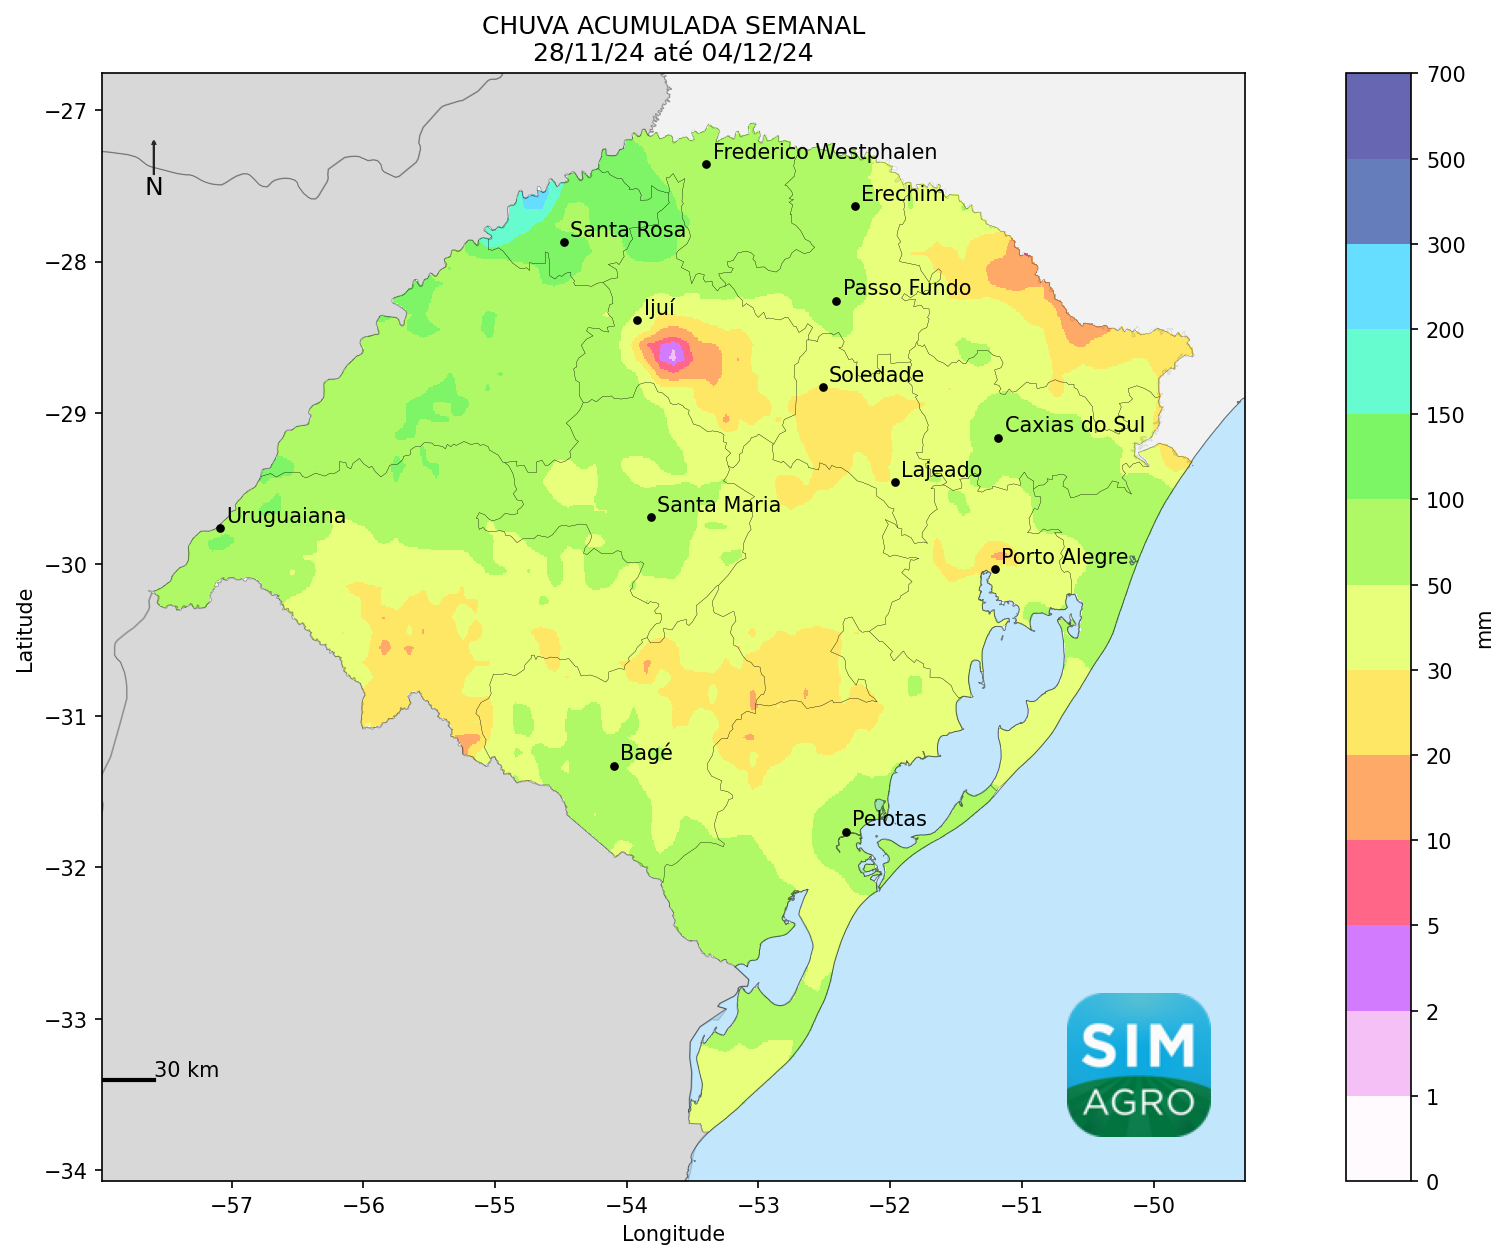 CHUVA ACUMULADA SEMANAL
28/11/24 até 04/12/24
−27
−28
−29
−30
−31
−32
−33
−34
Latitude
N
Frederico Westphalen
Erechim
Santa Rosa
Passo Fundo
Ijuí
Soledade
Caxias do Sul
Lajeado
Santa Maria
Uruguaiana
Porto Alegre
Bagé
Pelotas
30 km
SIM
AGRO
−57
−56
−55
−54
−53
−52
−51
−50
Longitude
700
500
300
200
150
100
50
30
20
10
5
2
1
0
mm